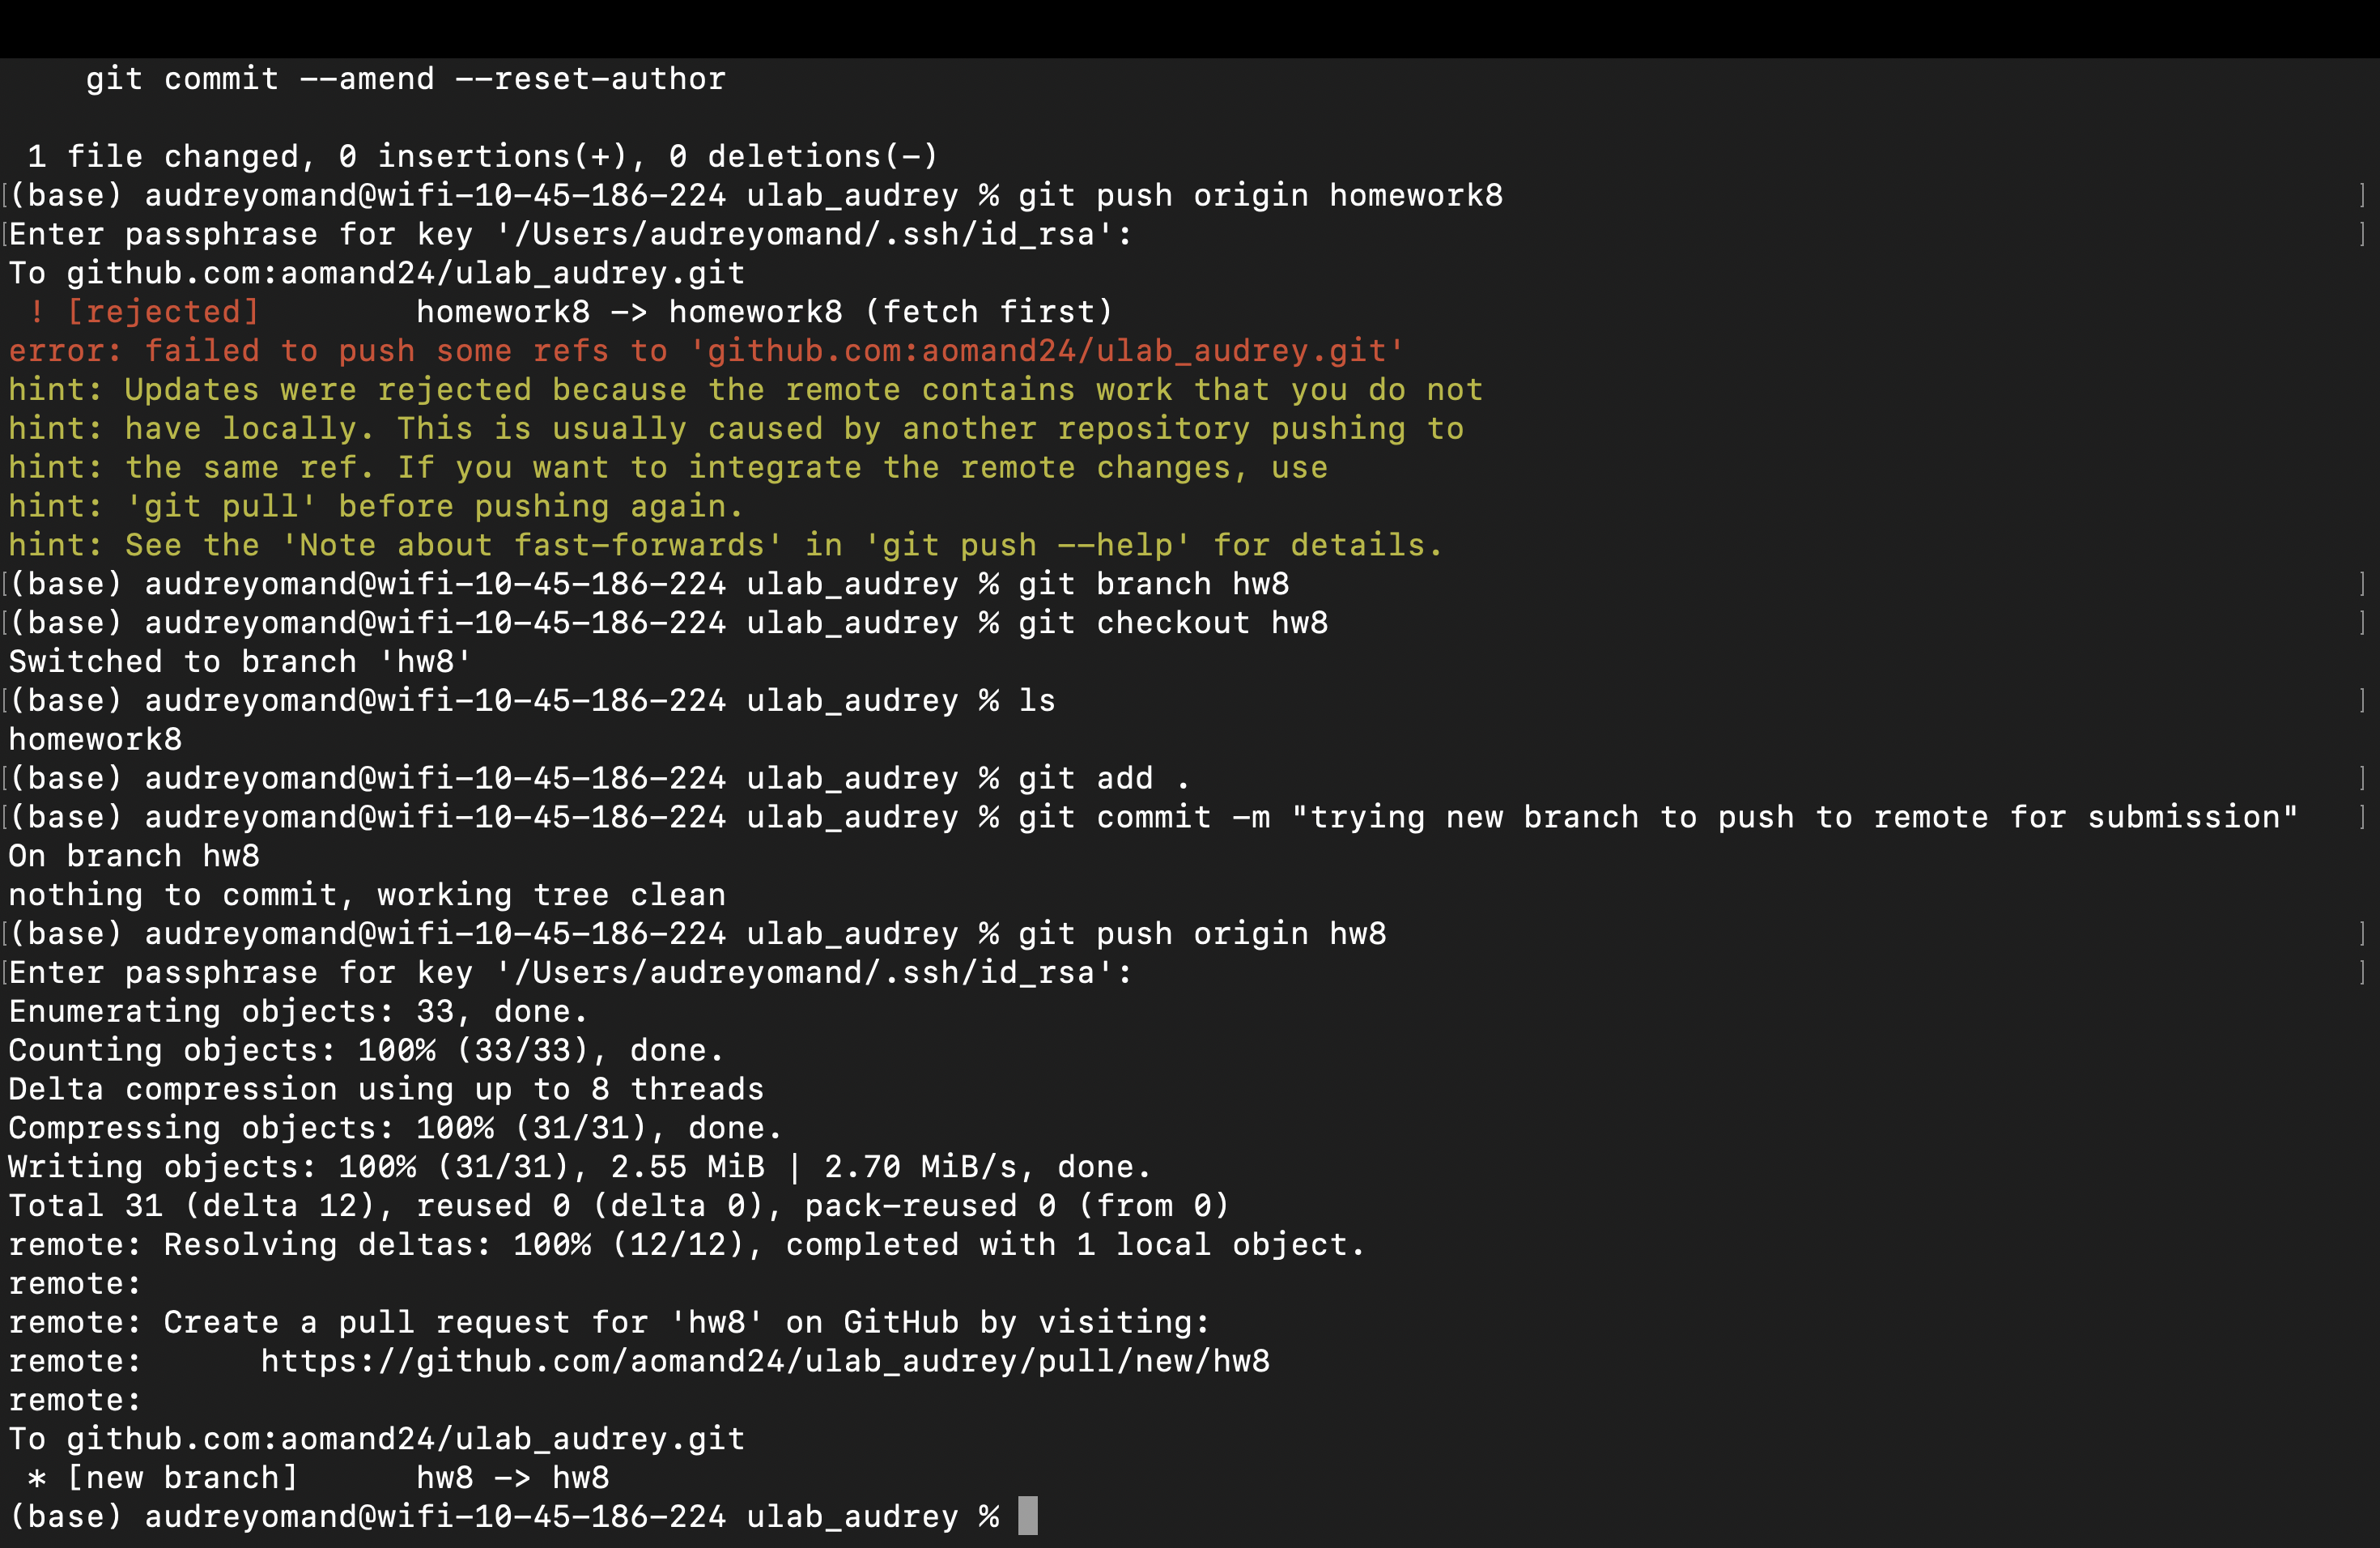 git commit --amend --reset-author
1 file changed, 0 insertions(+), 0 deletions(-)
[(base) audreyomand@wifi-10-45-186-224 ulab_audrey % git push origin homework8 ]
[Enter passphrase for key '/Users/audreyomand/.ssh/id_rsa': ]
To github.com:aomand24/ulab_audrey.git
! [rejected] homework8 -> homework8 (fetch first)
error: failed to push some refs to 'github.com:aomand24/ulab_audrey.git'
hint: Updates were rejected because the remote contains work that you do not
hint: have locally. This is usually caused by another repository pushing to
hint: the same ref. If you want to integrate the remote changes, use
hint: 'git pull' before pushing again.
hint: See the 'Note about fast-forwards' in 'git push --help' for details.
[(base) audreyomand@wifi-10-45-186-224 ulab_audrey % git branch hw8 ]
[(base) audreyomand@wifi-10-45-186-224 ulab_audrey % git checkout hw8 ]
Switched to branch 'hw8'
[(base) audreyomand@wifi-10-45-186-224 ulab_audrey % ls ]
homework8
[(base) audreyomand@wifi-10-45-186-224 ulab_audrey % git add . ]
[(base) audreyomand@wifi-10-45-186-224 ulab_audrey % git commit -m "trying new branch to push to remote for submission" ]
On branch hw8
nothing to commit, working tree clean
[(base) audreyomand@wifi-10-45-186-224 ulab_audrey % git push origin hw8 ]
[Enter passphrase for key '/Users/audreyomand/.ssh/id_rsa': ]
Enumerating objects: 33, done.
Counting objects: 100% (33/33), done.
Delta compression using up to 8 threads
Compressing objects: 100% (31/31), done.
Writing objects: 100% (31/31), 2.55 MiB | 2.70 MiB/s, done.
Total 31 (delta 12), reused 0 (delta 0), pack-reused 0 (from 0)
remote: Resolving deltas: 100% (12/12), completed with 1 local object.
remote:
remote: Create a pull request for 'hw8' on GitHub by visiting:
remote: https://github.com/aomand24/ulab_audrey/pull/new/hw8
remote:
To github.com:aomand24/ulab_audrey.git
* [new branch] hw8 -> hw8
(base) audreyomand@wifi-10-45-186-224 ulab_audrey %